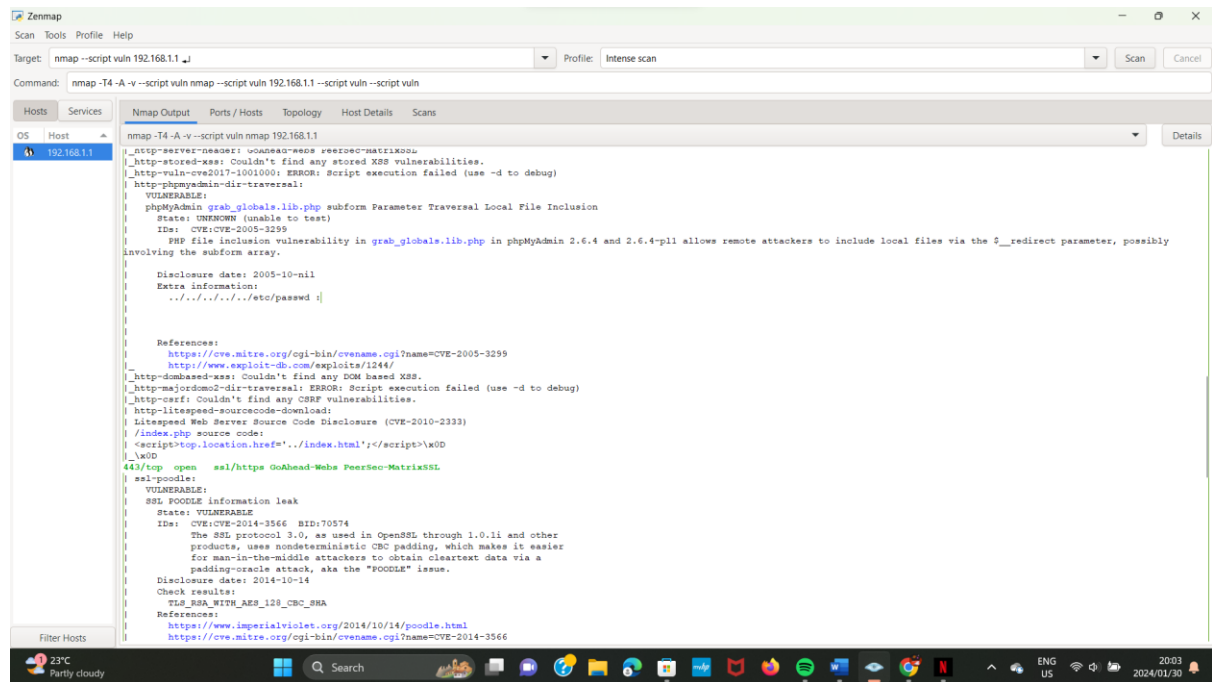 Zenmap
Scan Tools Profile Help
Target: nmap --script vuln 192.168.1.1 Profile: Intense scan Scan Cancel
Command: nmap -T4 -A -v --script vuln nmap --script vuln 192.168.1.1 --script vuln --script vuln
Hosts Services Nmap Output Ports / Hosts Topology Host Details Scans
OS Host nmap -T4 -A -v --script vuln nmap 192.168.1.1 Details
192.168.1.1
|_http-server-header: GoAhead-Webs PeerSec-MatrixSSL
|_http-stored-xss: Couldn't find any stored XSS vulnerabilities.
|_http-vuln-cve2017-1001000: ERROR: Script execution failed (use -d to debug)
| http-phpmyadmin-dir-traversal:
|   VULNERABLE:
|   phpMyAdmin grab_globals.lib.php subform Parameter Traversal Local File Inclusion
|     State: UNKNOWN (unable to test)
|     IDs:  CVE:CVE-2005-3299
|       PHP file inclusion vulnerability in grab_globals.lib.php in phpMyAdmin 2.6.4 and 2.6.4-pl1 allows remote attackers to include local files via the $__redirect parameter, possibly
involving the subform array.
|
|     Disclosure date: 2005-10-nil
|     Extra information:
|       ../../../../../etc/passwd :
|
|
|
|     References:
|       https://cve.mitre.org/cgi-bin/cvename.cgi?name=CVE-2005-3299
|_      http://www.exploit-db.com/exploits/1244/
|_http-dombased-xss: Couldn't find any DOM based XSS.
|_http-majordomo2-dir-traversal: ERROR: Script execution failed (use -d to debug)
|_http-csrf: Couldn't find any CSRF vulnerabilities.
| http-litespeed-sourcecode-download:
| Litespeed Web Server Source Code Disclosure (CVE-2010-2333)
| /index.php source code:
| <script>top.location.href='../index.html';</script>\x0D
|_\x0D
443/tcp  open   ssl/https GoAhead-Webs PeerSec-MatrixSSL
| ssl-poodle:
|   VULNERABLE:
|   SSL POODLE information leak
|     State: VULNERABLE
|     IDs:  CVE:CVE-2014-3566  BID:70574
|           The SSL protocol 3.0, as used in OpenSSL through 1.0.1i and other
|           products, uses nondeterministic CBC padding, which makes it easier
|           for man-in-the-middle attackers to obtain cleartext data via a
|           padding-oracle attack, aka the "POODLE" issue.
|     Disclosure date: 2014-10-14
|     Check results:
|       TLS_RSA_WITH_AES_128_CBC_SHA
|     References:
|       https://www.imperialviolet.org/2014/10/14/poodle.html
|       https://cve.mitre.org/cgi-bin/cvename.cgi?name=CVE-2014-3566
Filter Hosts
23°C
Partly cloudy
Search
ENG
US
20:03
2024/01/30